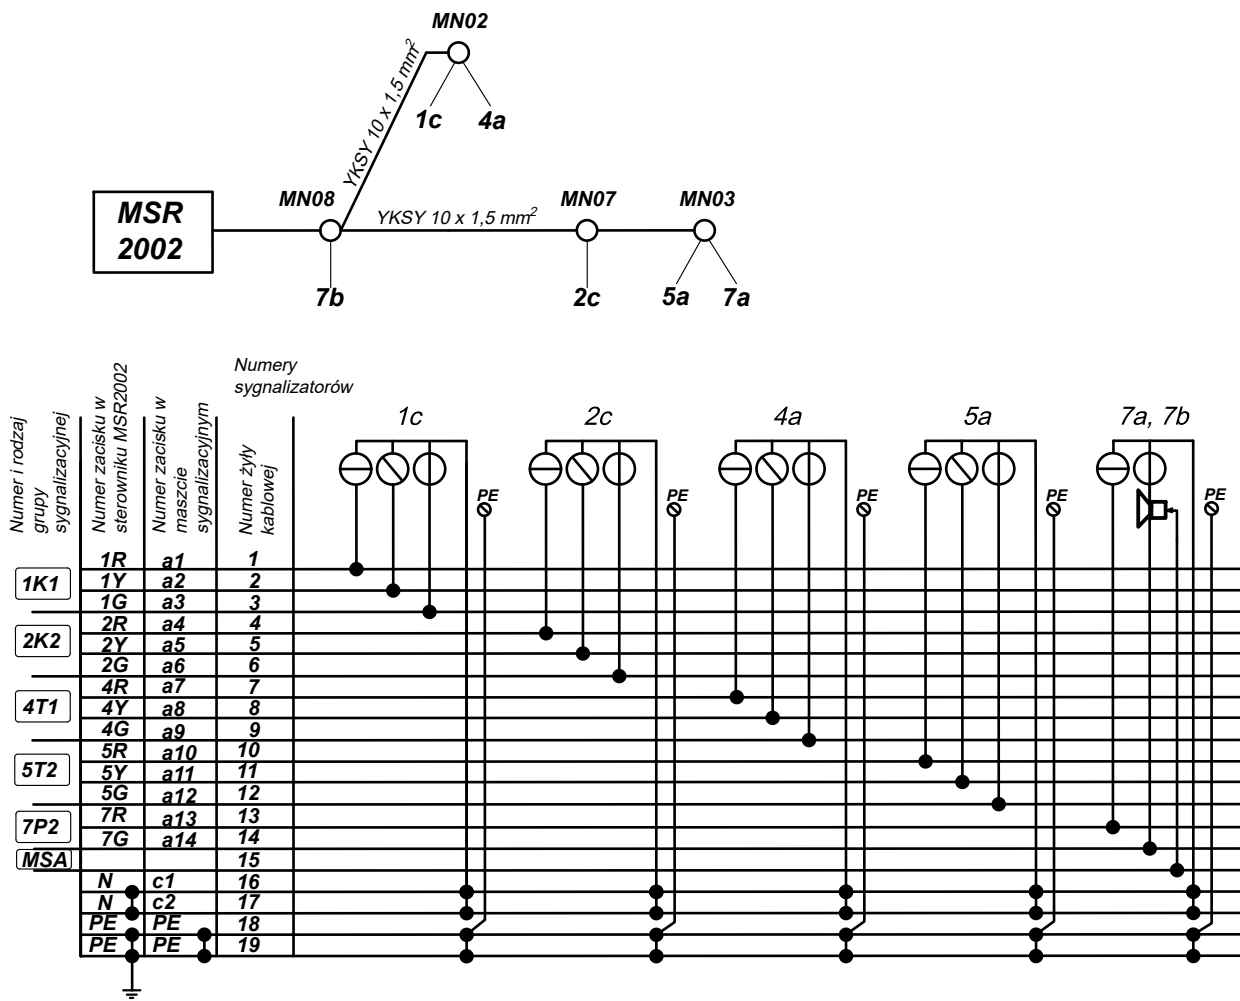 MN02
YKSY 10 x 1,5 mm²
1c 4a
MSR
2002
MN08
YKSY 10 x 1,5 mm²
MN07
MN03
7b
2c
5a 7a
Numer i rodzaj
grupy
sygnalizacyjnej
Numer zacisku w
sterowniku MSR2002
Numer zacisku w
maszcie
sygnalizacyjnym
Numery
sygnalizatorów
Numer żyły
kablowej
1c 2c 4a 5a 7a, 7b
PE PE PE PE PE
1K1
1R a1 1
1Y a2 2
1G a3 3
2K2
2R a4 4
2Y a5 5
2G a6 6
4T1
4R a7 7
4Y a8 8
4G a9 9
5T2
5R a10 10
5Y a11 11
5G a12 12
7P2
7R a13 13
7G a14 14
MSA 15
N c1 16
N c2 17
PE PE 18
PE PE 19